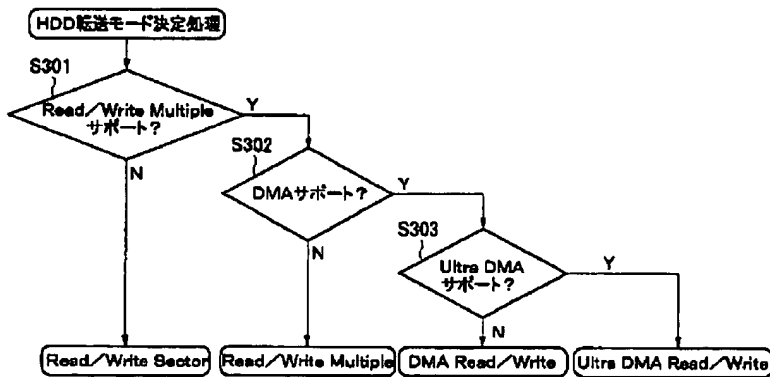 HDD転送モード決定処理
S301
Read/Write Multiple
サポート?
Y
N
S302
DMAサポート?
Y
N
S303
Ultra DMA
サポート?
Y
N
Read/Write Sector
Read/Write Multiple
DMA Read/Write
Ultra DMA Read/Write